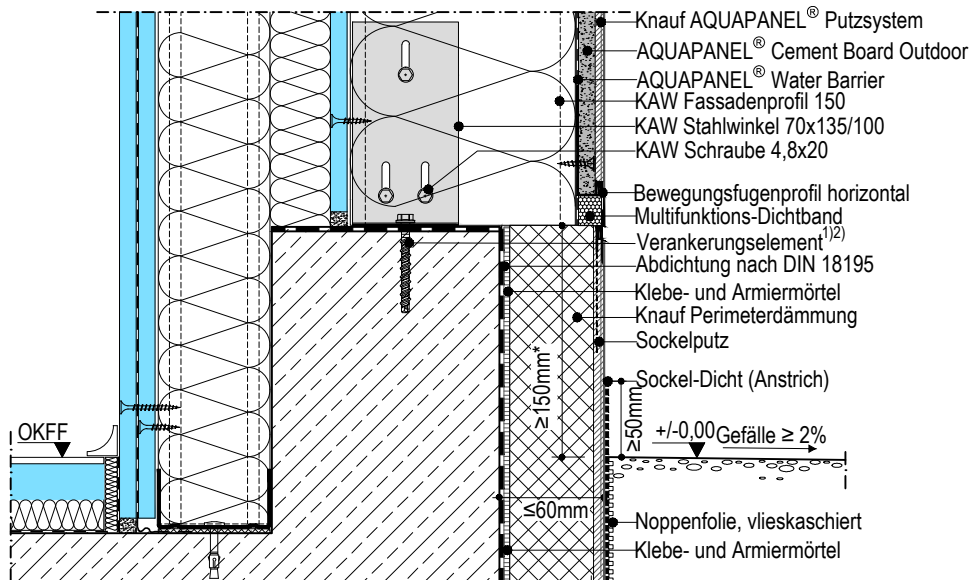 Knauf AQUAPANEL® Putzsystem
AQUAPANEL® Cement Board Outdoor
AQUAPANEL® Water Barrier
KAW Fassadenprofil 150
KAW Stahlwinkel 70x135/100
KAW Schraube 4,8x20
Bewegungsfugenprofil horizontal
Multifunktions-Dichtband
Verankerungselement¹⁾²⁾
Abdichtung nach DIN 18195
Klebe- und Armiermörtel
Knauf Perimeterdämmung
Sockelputz
Sockel-Dicht (Anstrich)
≥150mm*
≥50mm
OKFF
+/-0,00 Gefälle ≥ 2%
≤60mm
Noppenfolie, vlieskaschiert
Klebe- und Armiermörtel